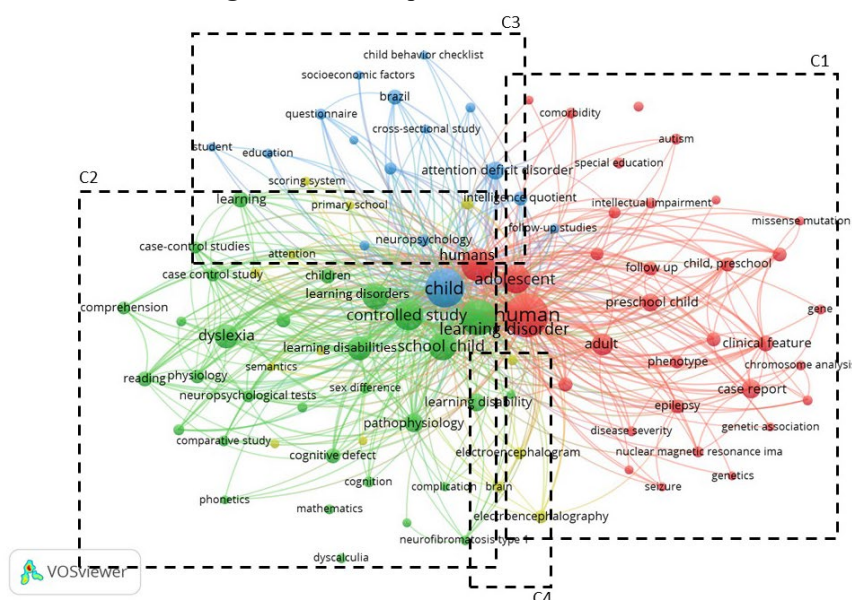 C3
child behavior checklist
C1
socioeconomic factors
brazil
questionnaire
comorbidity
cross-sectional study
student
education
autism
attention deficit disorder
special education
scoring system
C2
learning
primary school
intelligence quotient
intellectual impairment
missense mutation
follow-up studies
case-control studies
neuropsychology
attention
humans
case control study
children
adolescent
follow up
child, preschool
child
learning disorders
preschool child
comprehension
controlled study
human
gene
learning disorder
dyslexia
learning disabilities
school child
adult
clinical feature
semantics
phenotype
chromosome analysis
reading
physiology
sex difference
case report
neuropsychological tests
learning disability
epilepsy
pathophysiology
genetic association
disease severity
comparative study
cognitive defect
electroencephalogram
nuclear magnetic resonance ima
genetics
cognition
complication
brain
seizure
phonetics
mathematics
electroencephalography
neurofibromatosis type 1
dyscalculia
VOSviewer
C4